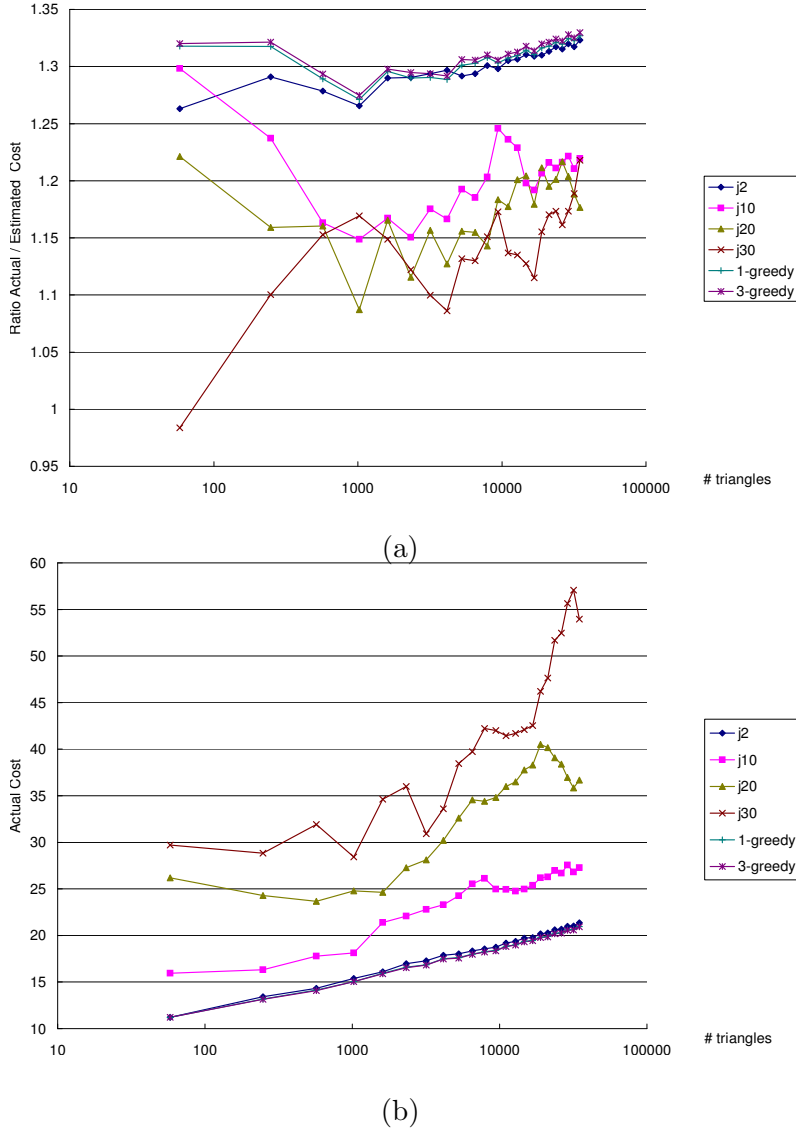 1.35
1.3
1.25
1.2
1.15
1.1
1.05
1
0.95
Ratio Actual / Estimated Cost
10
100
1000
10000
100000
# triangles
j2
j10
j20
j30
1-greedy
3-greedy
(a)
60
55
50
45
40
35
30
25
20
15
10
Actual Cost
10
100
1000
10000
100000
# triangles
j2
j10
j20
j30
1-greedy
3-greedy
(b)